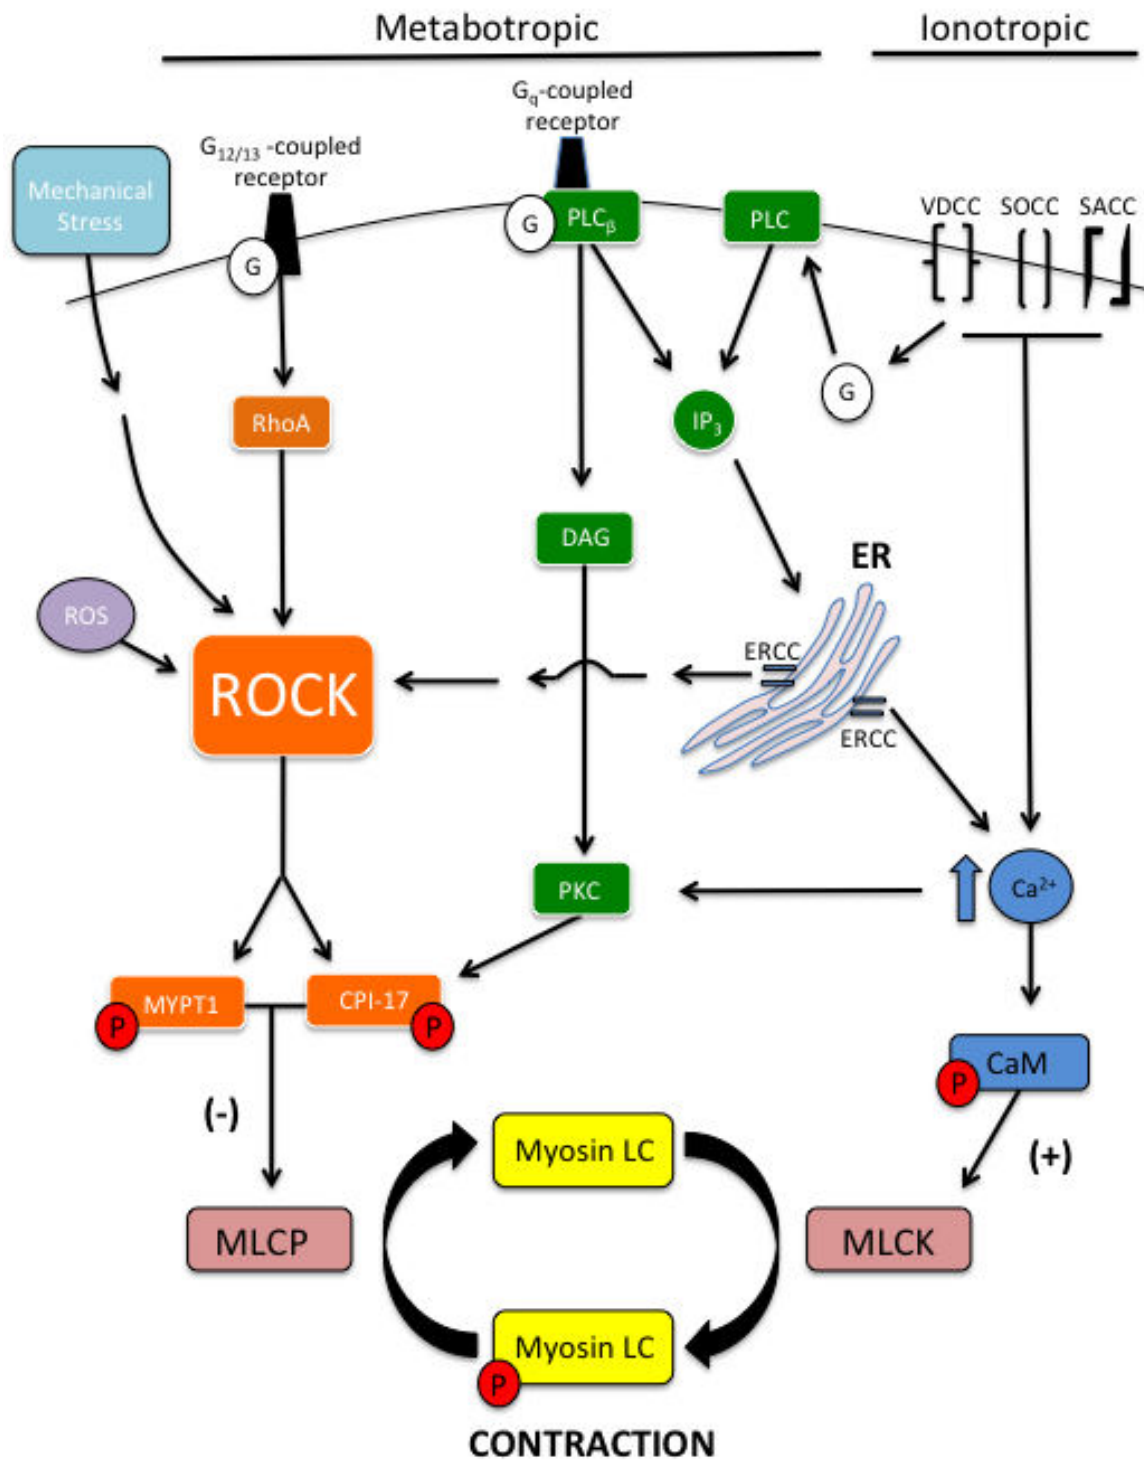 Metabotropic
Ionotropic
Gq-coupled
receptor
G12/13 -coupled
receptor
Mechanical
Stress
G
G
PLCβ
PLC
VDCC
SOCC
SACC
RhoA
IP3
G
DAG
ER
ROS
ROCK
ERCC
ERCC
PKC
Ca2+
MYPT1
P
CPI-17
P
CaM
P
(-)
(+)
Myosin LC
MLCP
MLCK
Myosin LC
P
CONTRACTION